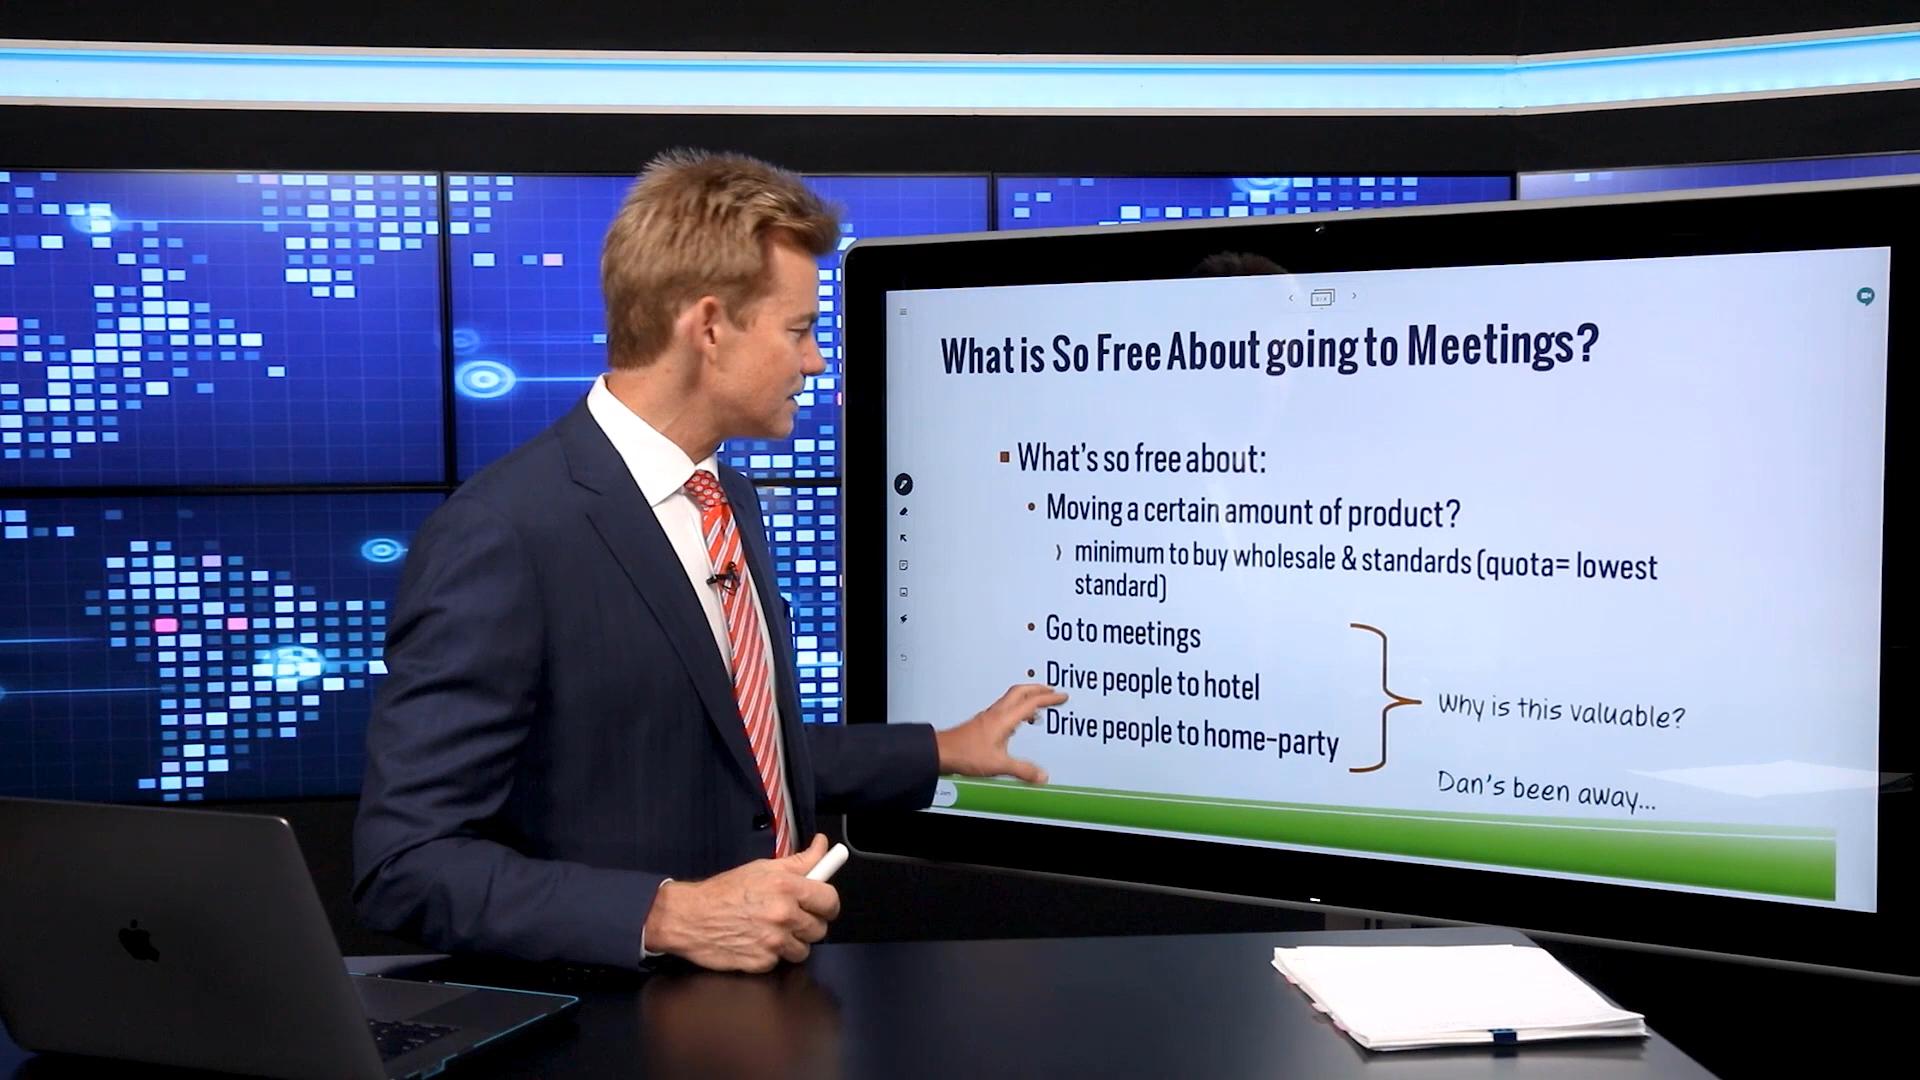 What is So Free About going to Meetings?
What's so free about:
Moving a certain amount of product?
minimum to buy wholesale & standards (quota= lowest
standard)
Go to meetings
Drive people to hotel
Drive people to home-party
Why is this valuable?
Dan's been away...